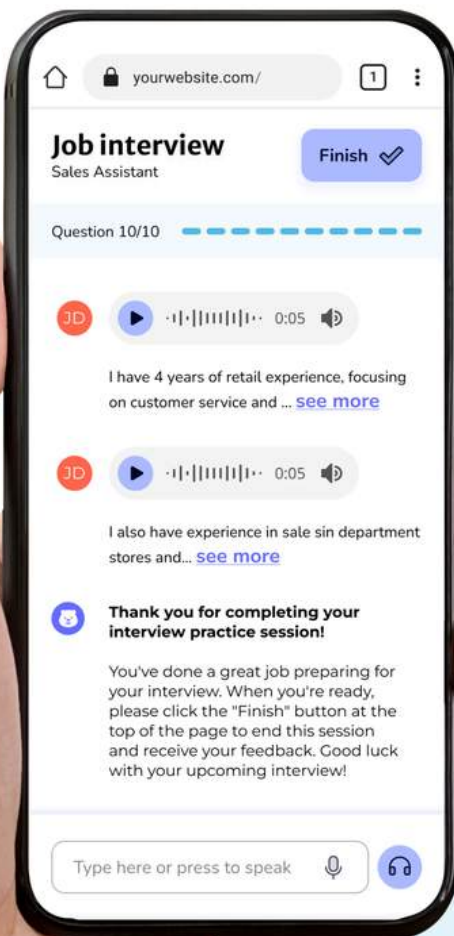 yourwebsite.com/ 1
Job interview
Finish
Sales Assistant
Question 10/10
JD 0:05
I have 4 years of retail experience, focusing
on customer service and ... see more
JD 0:05
I also have experience in sale sin department
stores and... see more
Thank you for completing your
interview practice session!
You've done a great job preparing for
your interview. When you're ready,
please click the "Finish" button at the
top of the page to end this session
and receive your feedback. Good luck
with your upcoming interview!
Type here or press to speak